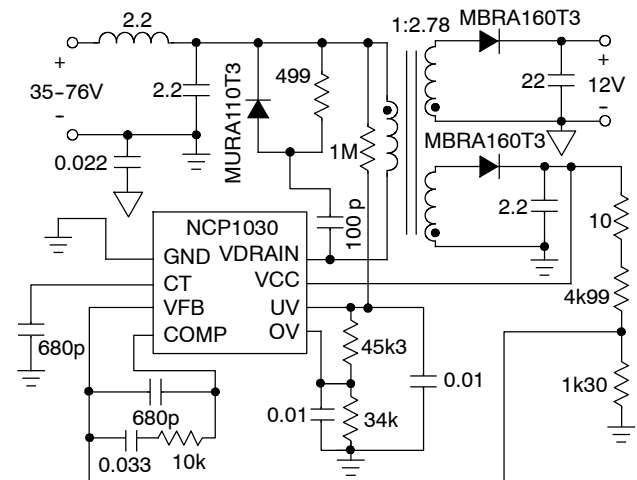 2.2
1:2.78
MBRA160T3
+
35-76V
-
2.2
MURA110T3
499
22
+
12V
-
0.022
1M
MBRA160T3
100 p
2.2
10
NCP1030
GND
VDRAIN
CT
VCC
VFB
UV
COMP
OV
4k99
680p
45k3
0.01
1k30
680p
0.01
34k
0.033
10k